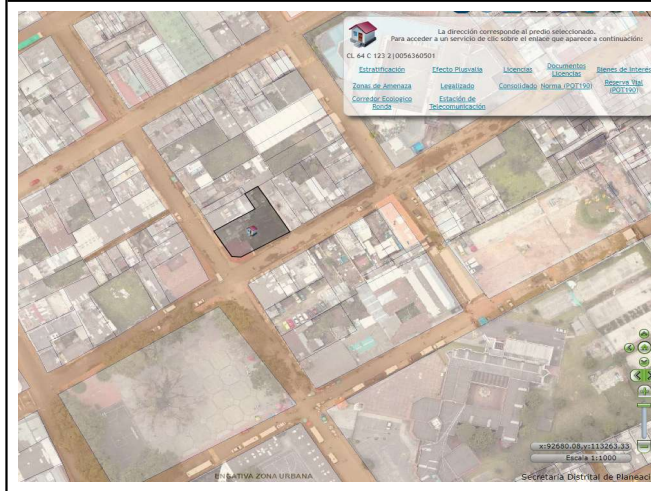 La dirección corresponde al predio seleccionado.
Para acceder a un servicio de clic sobre el enlace que aparece a continuación:
CL 64 C 123 2|0056360501
Estratificación Efecto Plusvalía Licencias Documentos Licencias Bienes de Interés
Zonas de Amenaza Legalizado Consolidado Norma (POT190) Reserva Vial (POT190)
Corredor Ecologico Ronda Estación de Telecomunicación
x:92680.08,y:113263.33
Escala 1:1000
ENGATIVA ZONA URBANA
Secretaría Distrital de Planeaci